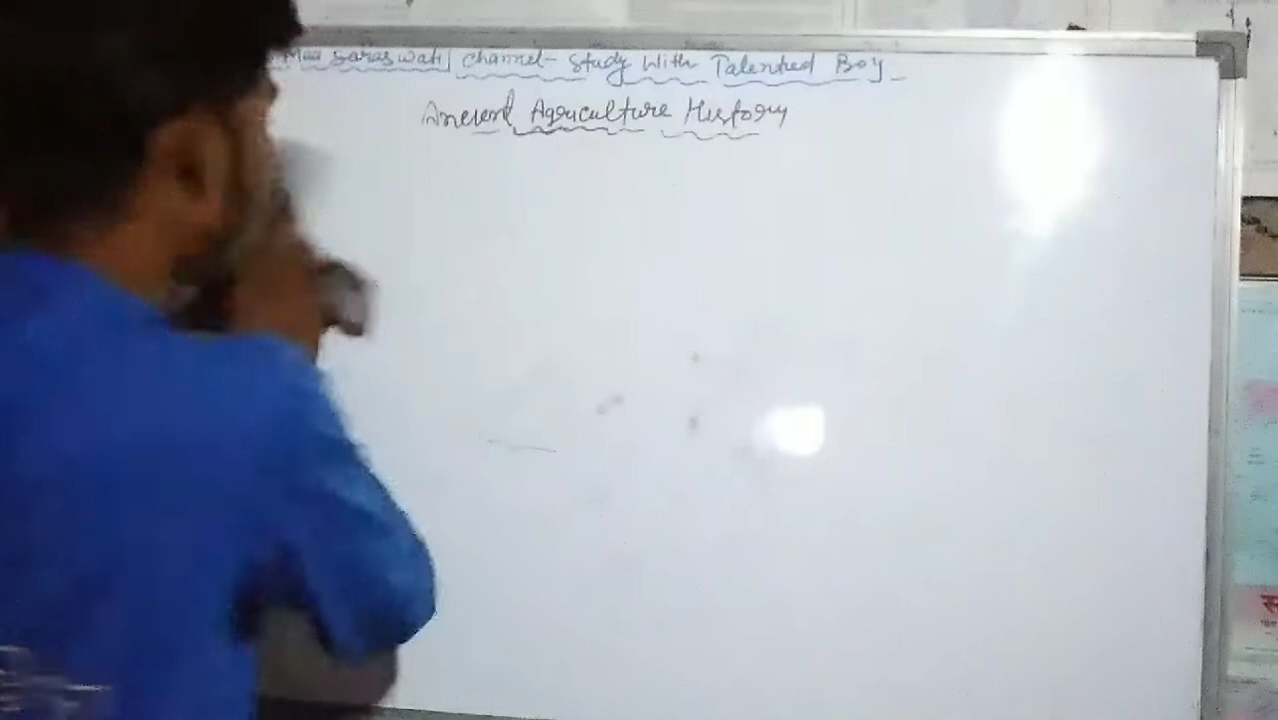 Maa Saraswati Channel - Study With Talented Boy
Ancient Agriculture History